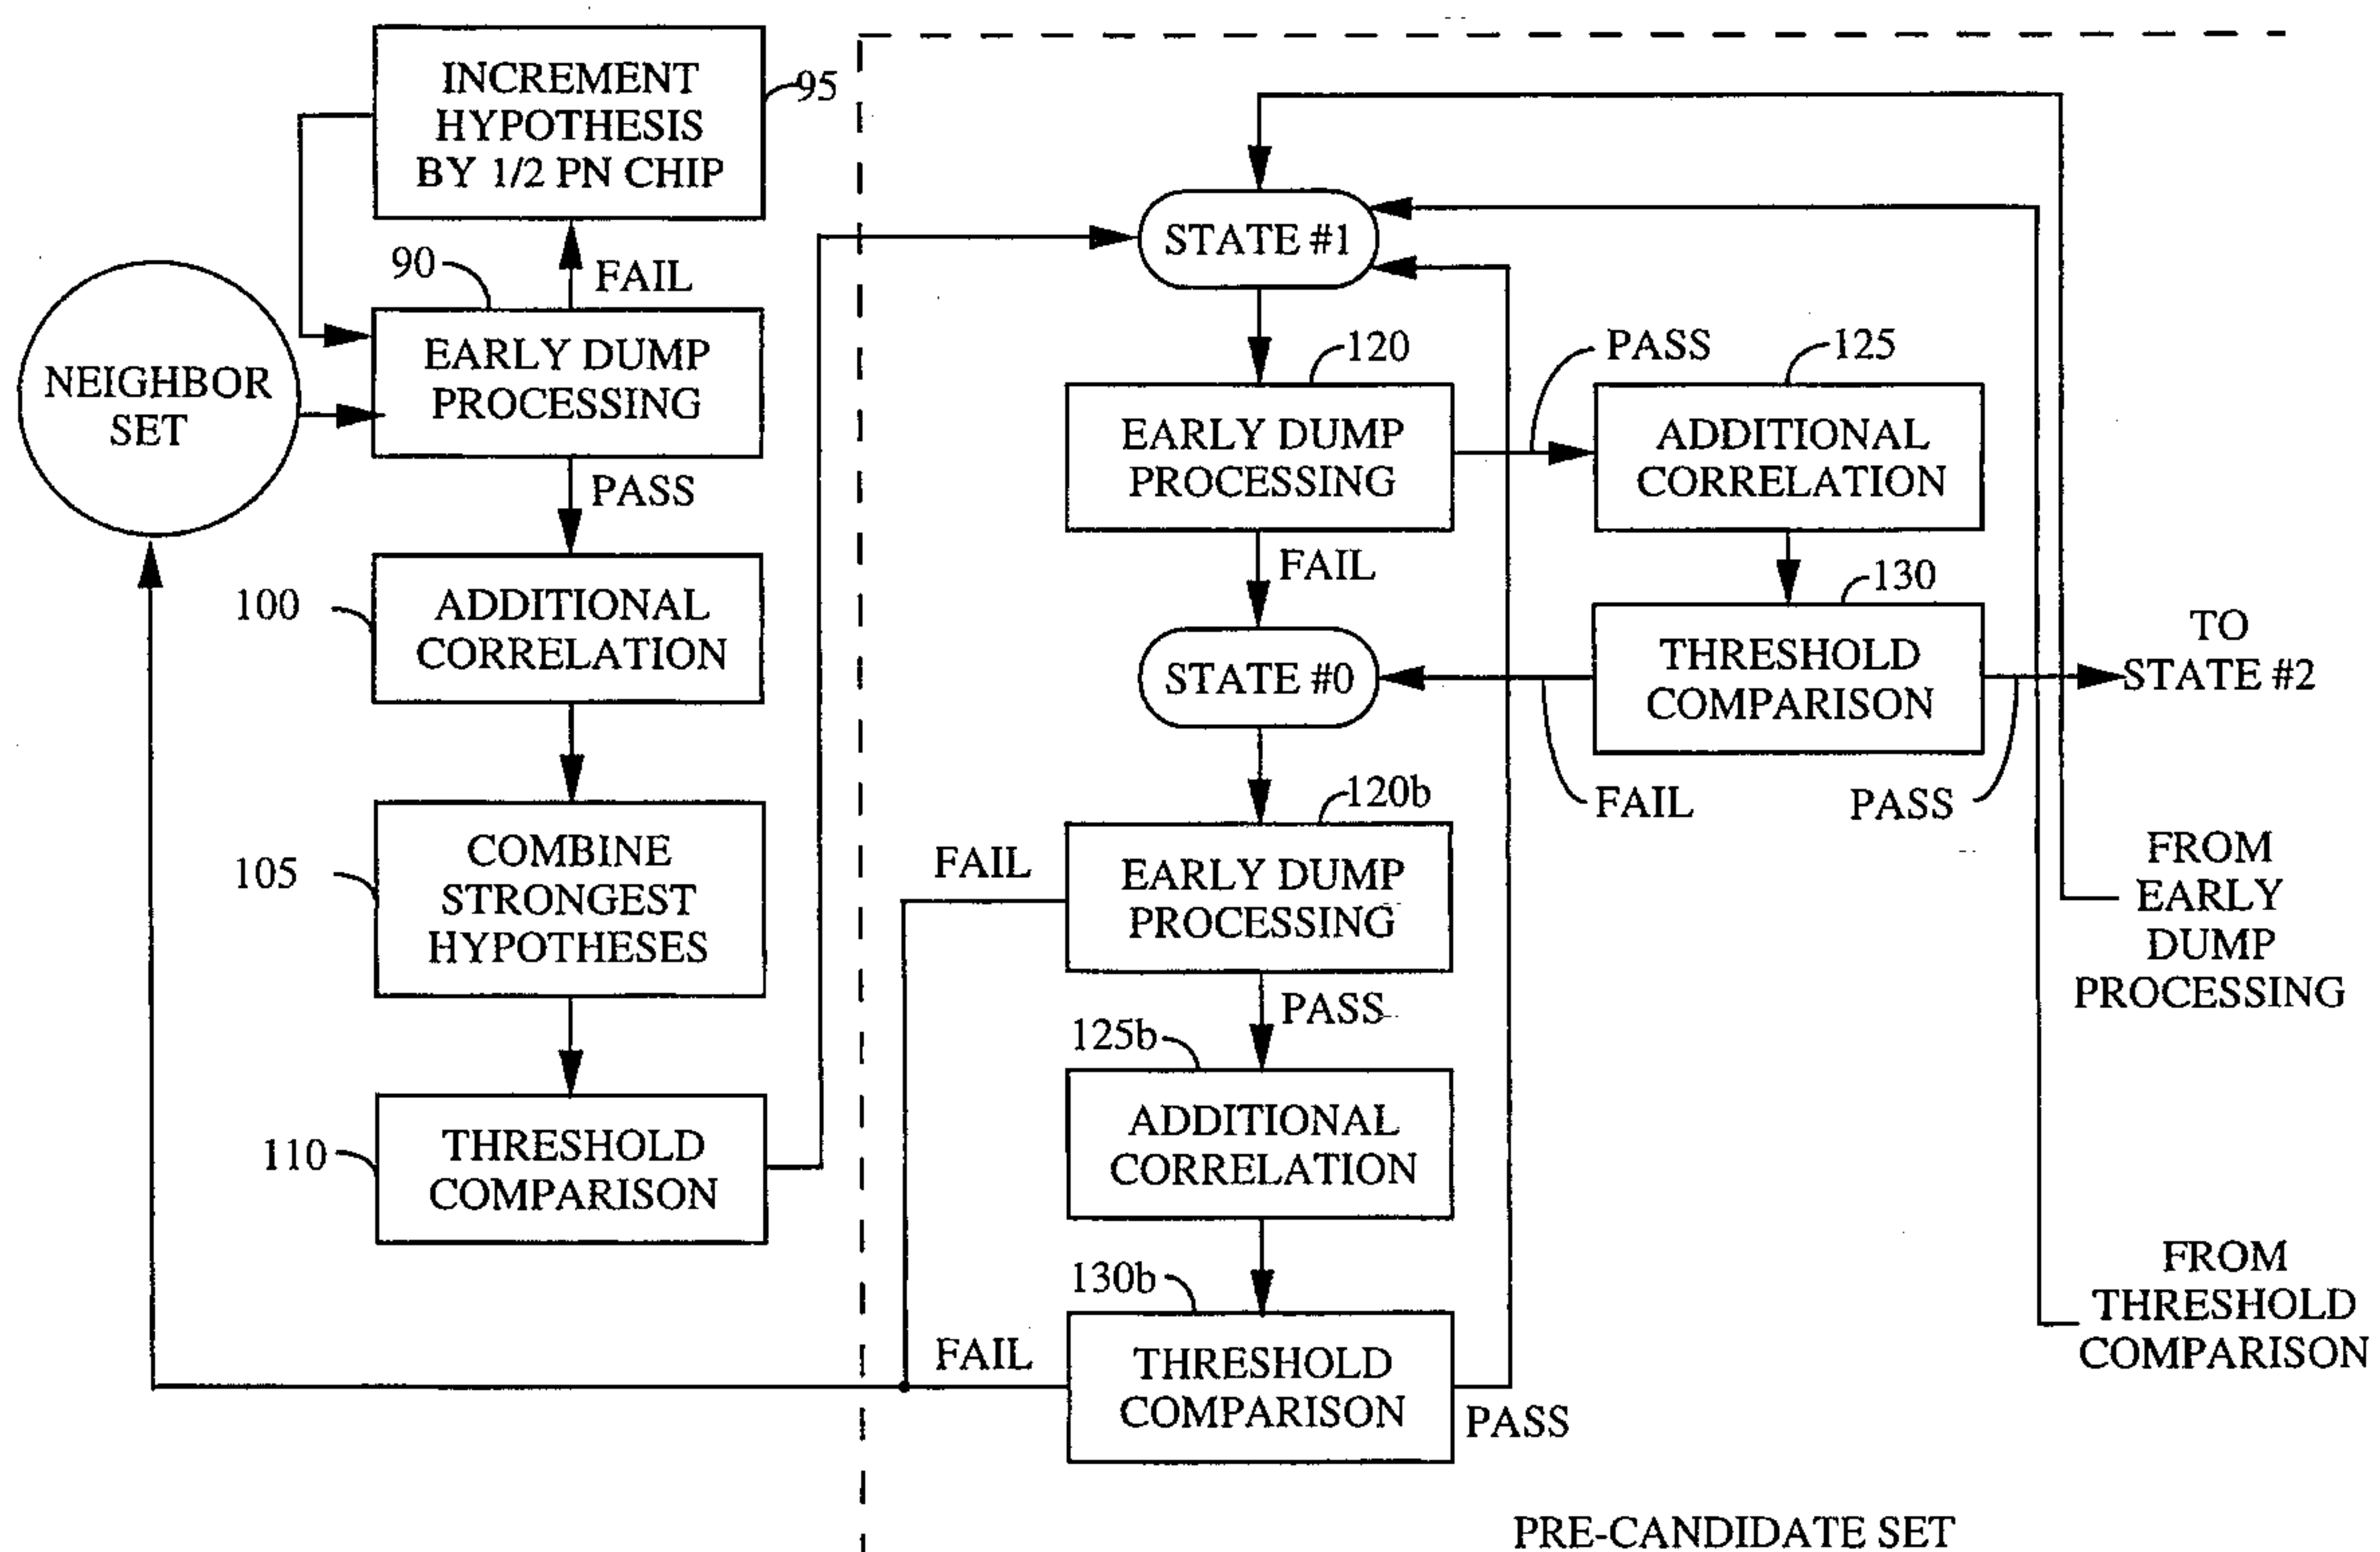 INCREMENT
HYPOTHESIS
BY 1/2 PN CHIP
95
90
FAIL
NEIGHBOR
SET
EARLY DUMP
PROCESSING
PASS
100
ADDITIONAL
CORRELATION
105
COMBINE
STRONGEST
HYPOTHESES
110
THRESHOLD
COMPARISON
STATE #1
120
EARLY DUMP
PROCESSING
PASS
125
ADDITIONAL
CORRELATION
FAIL
130
THRESHOLD
COMPARISON
STATE #0
FAIL
PASS
TO
STATE #2
120b
EARLY DUMP
PROCESSING
FAIL
PASS
125b
ADDITIONAL
CORRELATION
130b
THRESHOLD
COMPARISON
FAIL
PASS
FROM
EARLY
DUMP
PROCESSING
FROM
THRESHOLD
COMPARISON
PRE-CANDIDATE SET